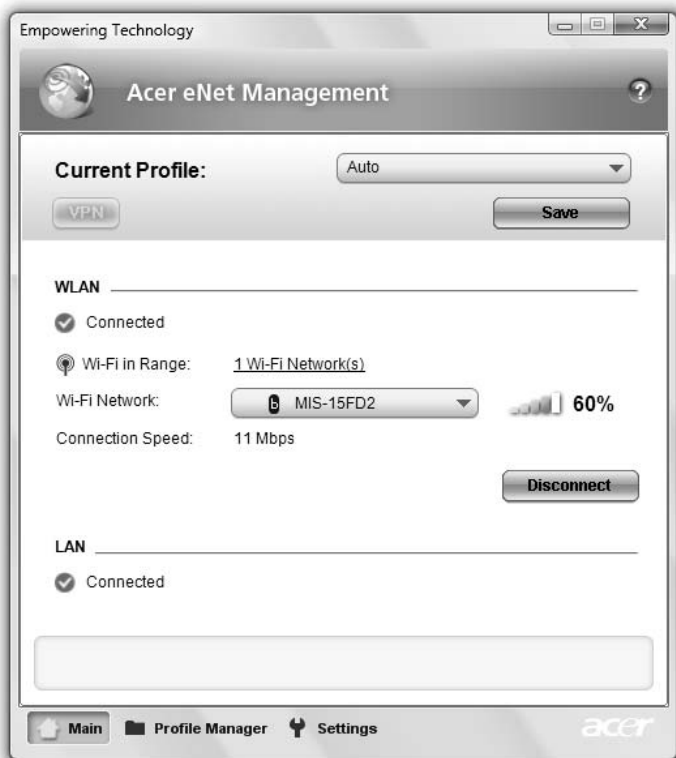 Empowering Technology
Acer eNet Management
?
Current Profile:
Auto
VPN
Save
WLAN
Connected
Wi-Fi in Range:
1 Wi-Fi Network(s)
Wi-Fi Network:
b MIS-15FD2
60%
Connection Speed:
11 Mbps
Disconnect
LAN
Connected
Main
Profile Manager
Settings
acer